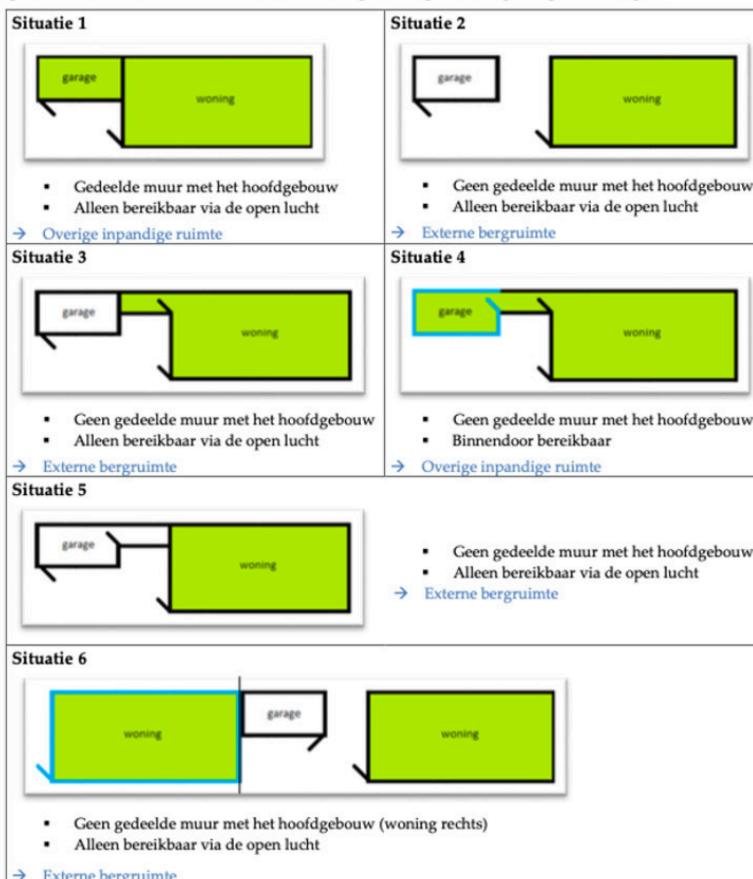 Situatie 1
garage
woning
▪ Gedeelde muur met het hoofdgebouw
▪ Alleen bereikbaar via de open lucht
→ Overige inpandige ruimte
Situatie 2
garage
woning
▪ Geen gedeelde muur met het hoofdgebouw
▪ Alleen bereikbaar via de open lucht
→ Externe bergruimte
Situatie 3
garage
woning
▪ Geen gedeelde muur met het hoofdgebouw
▪ Alleen bereikbaar via de open lucht
→ Externe bergruimte
Situatie 4
garage
woning
▪ Geen gedeelde muur met het hoofdgebouw
▪ Binnendoor bereikbaar
→ Overige inpandige ruimte
Situatie 5
garage
woning
▪ Geen gedeelde muur met het hoofdgebouw
▪ Alleen bereikbaar via de open lucht
→ Externe bergruimte
Situatie 6
woning
garage
woning
▪ Geen gedeelde muur met het hoofdgebouw (woning rechts)
▪ Alleen bereikbaar via de open lucht
→ Externe bergruimte